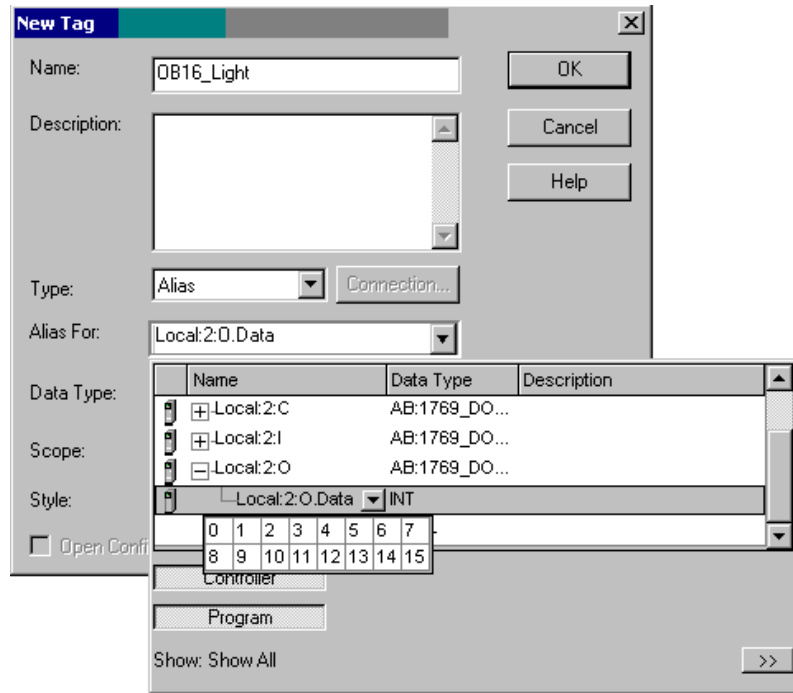 New Tag
Name: OB16_Light OK
Description: Cancel
Help
Type: Alias Connection...
Alias For: Local:2:O.Data
Name Data Type Description
Data Type: Local:2:C AB:1769_DO...
Local:2:I AB:1769_DO...
Scope: Local:2:O AB:1769_DO...
Style: Local:2:O.Data INT
0 1 2 3 4 5 6 7
Open Confi 8 9 10 11 12 13 14 15
Controller
Program
Show: Show All >>